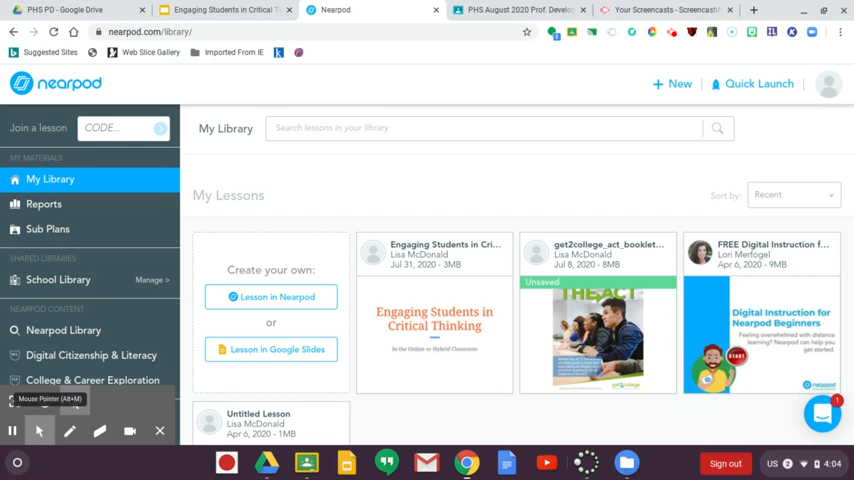 PHS PD - Google Drive
Engaging Students in Critical T
Nearpod
PHS August 2020 Prof. Develop
Your Screencasts - Screencastif
nearpod.com/library/
Suggested Sites
Web Slice Gallery
Imported From IE
nearpod
+ New
Quick Launch
Join a lesson
CODE...
My Library
Search lessons in your library
MY MATERIALS
My Library
Reports
Sub Plans
SHARED LIBRARIES
School Library
Manage >
NEARPOD CONTENT
Nearpod Library
Digital Citizenship & Literacy
College & Career Exploration
Mouse Pointer (Alt+M)
My Lessons
Sort by:
Recent
Create your own:
Lesson in Nearpod
or
Lesson in Google Slides
Engaging Students in Cri...
Lisa McDonald
Jul 31, 2020 - 3MB
Engaging Students in
Critical Thinking
In the Online or Hybrid Classroom
get2college_act_booklet...
Lisa McDonald
Jul 8, 2020 - 8MB
Unsaved
THE ACT
get2college
FREE Digital Instruction f...
Lori Merfogel
Apr 6, 2020 - 9MB
Digital Instruction for
Nearpod Beginners
Feeling overwhelmed with distance
learning? Nearpod can help you
get started.
START
nearpod
Untitled Lesson
Lisa McDonald
Apr 6, 2020 - 1MB
1
Sign out
US
2
4:04